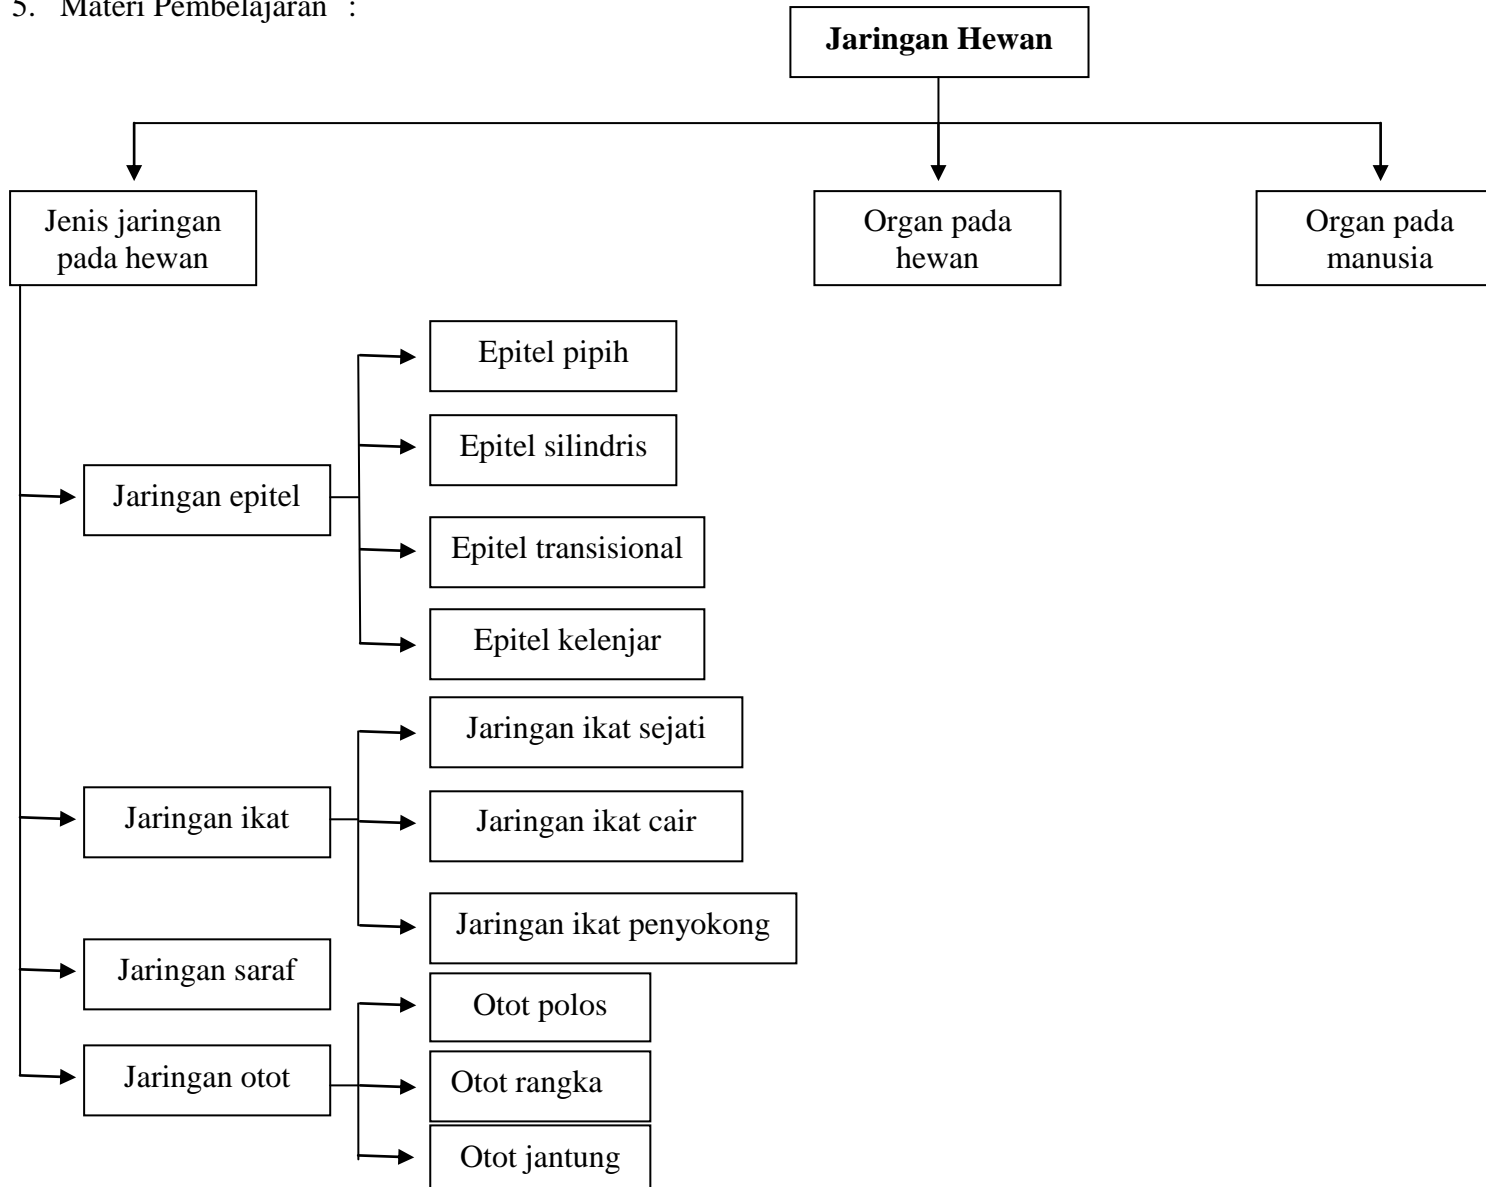 5. Materi Pembelajaran :
Jaringan Hewan
Jenis jaringan
pada hewan
Organ pada
hewan
Organ pada
manusia
Epitel pipih
Epitel silindris
Jaringan epitel
Epitel transisional
Epitel kelenjar
Jaringan ikat sejati
Jaringan ikat
Jaringan ikat cair
Jaringan ikat penyokong
Jaringan saraf
Otot polos
Jaringan otot
Otot rangka
Otot jantung